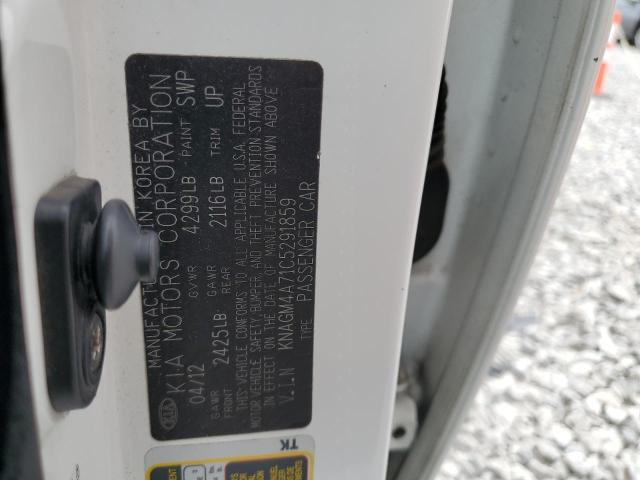 MANUFACTURED IN KOREA BY
KIA MOTORS CORPORATION
04/12 GVWR 4299LB PAINT SWP
GAWR FRONT 2425LB GAWR REAR 2116LB TRIM UP
THIS VEHICLE CONFORMS TO ALL APPLICABLE U.S.A. FEDERAL
MOTOR VEHICLE SAFETY, BUMPER, AND THEFT PREVENTION STANDARDS
IN EFFECT ON THE DATE OF MANUFACTURE SHOWN ABOVE
V.I.N KNAGM4A71C5291859
TYPE PASSENGER CAR
KIA
TK